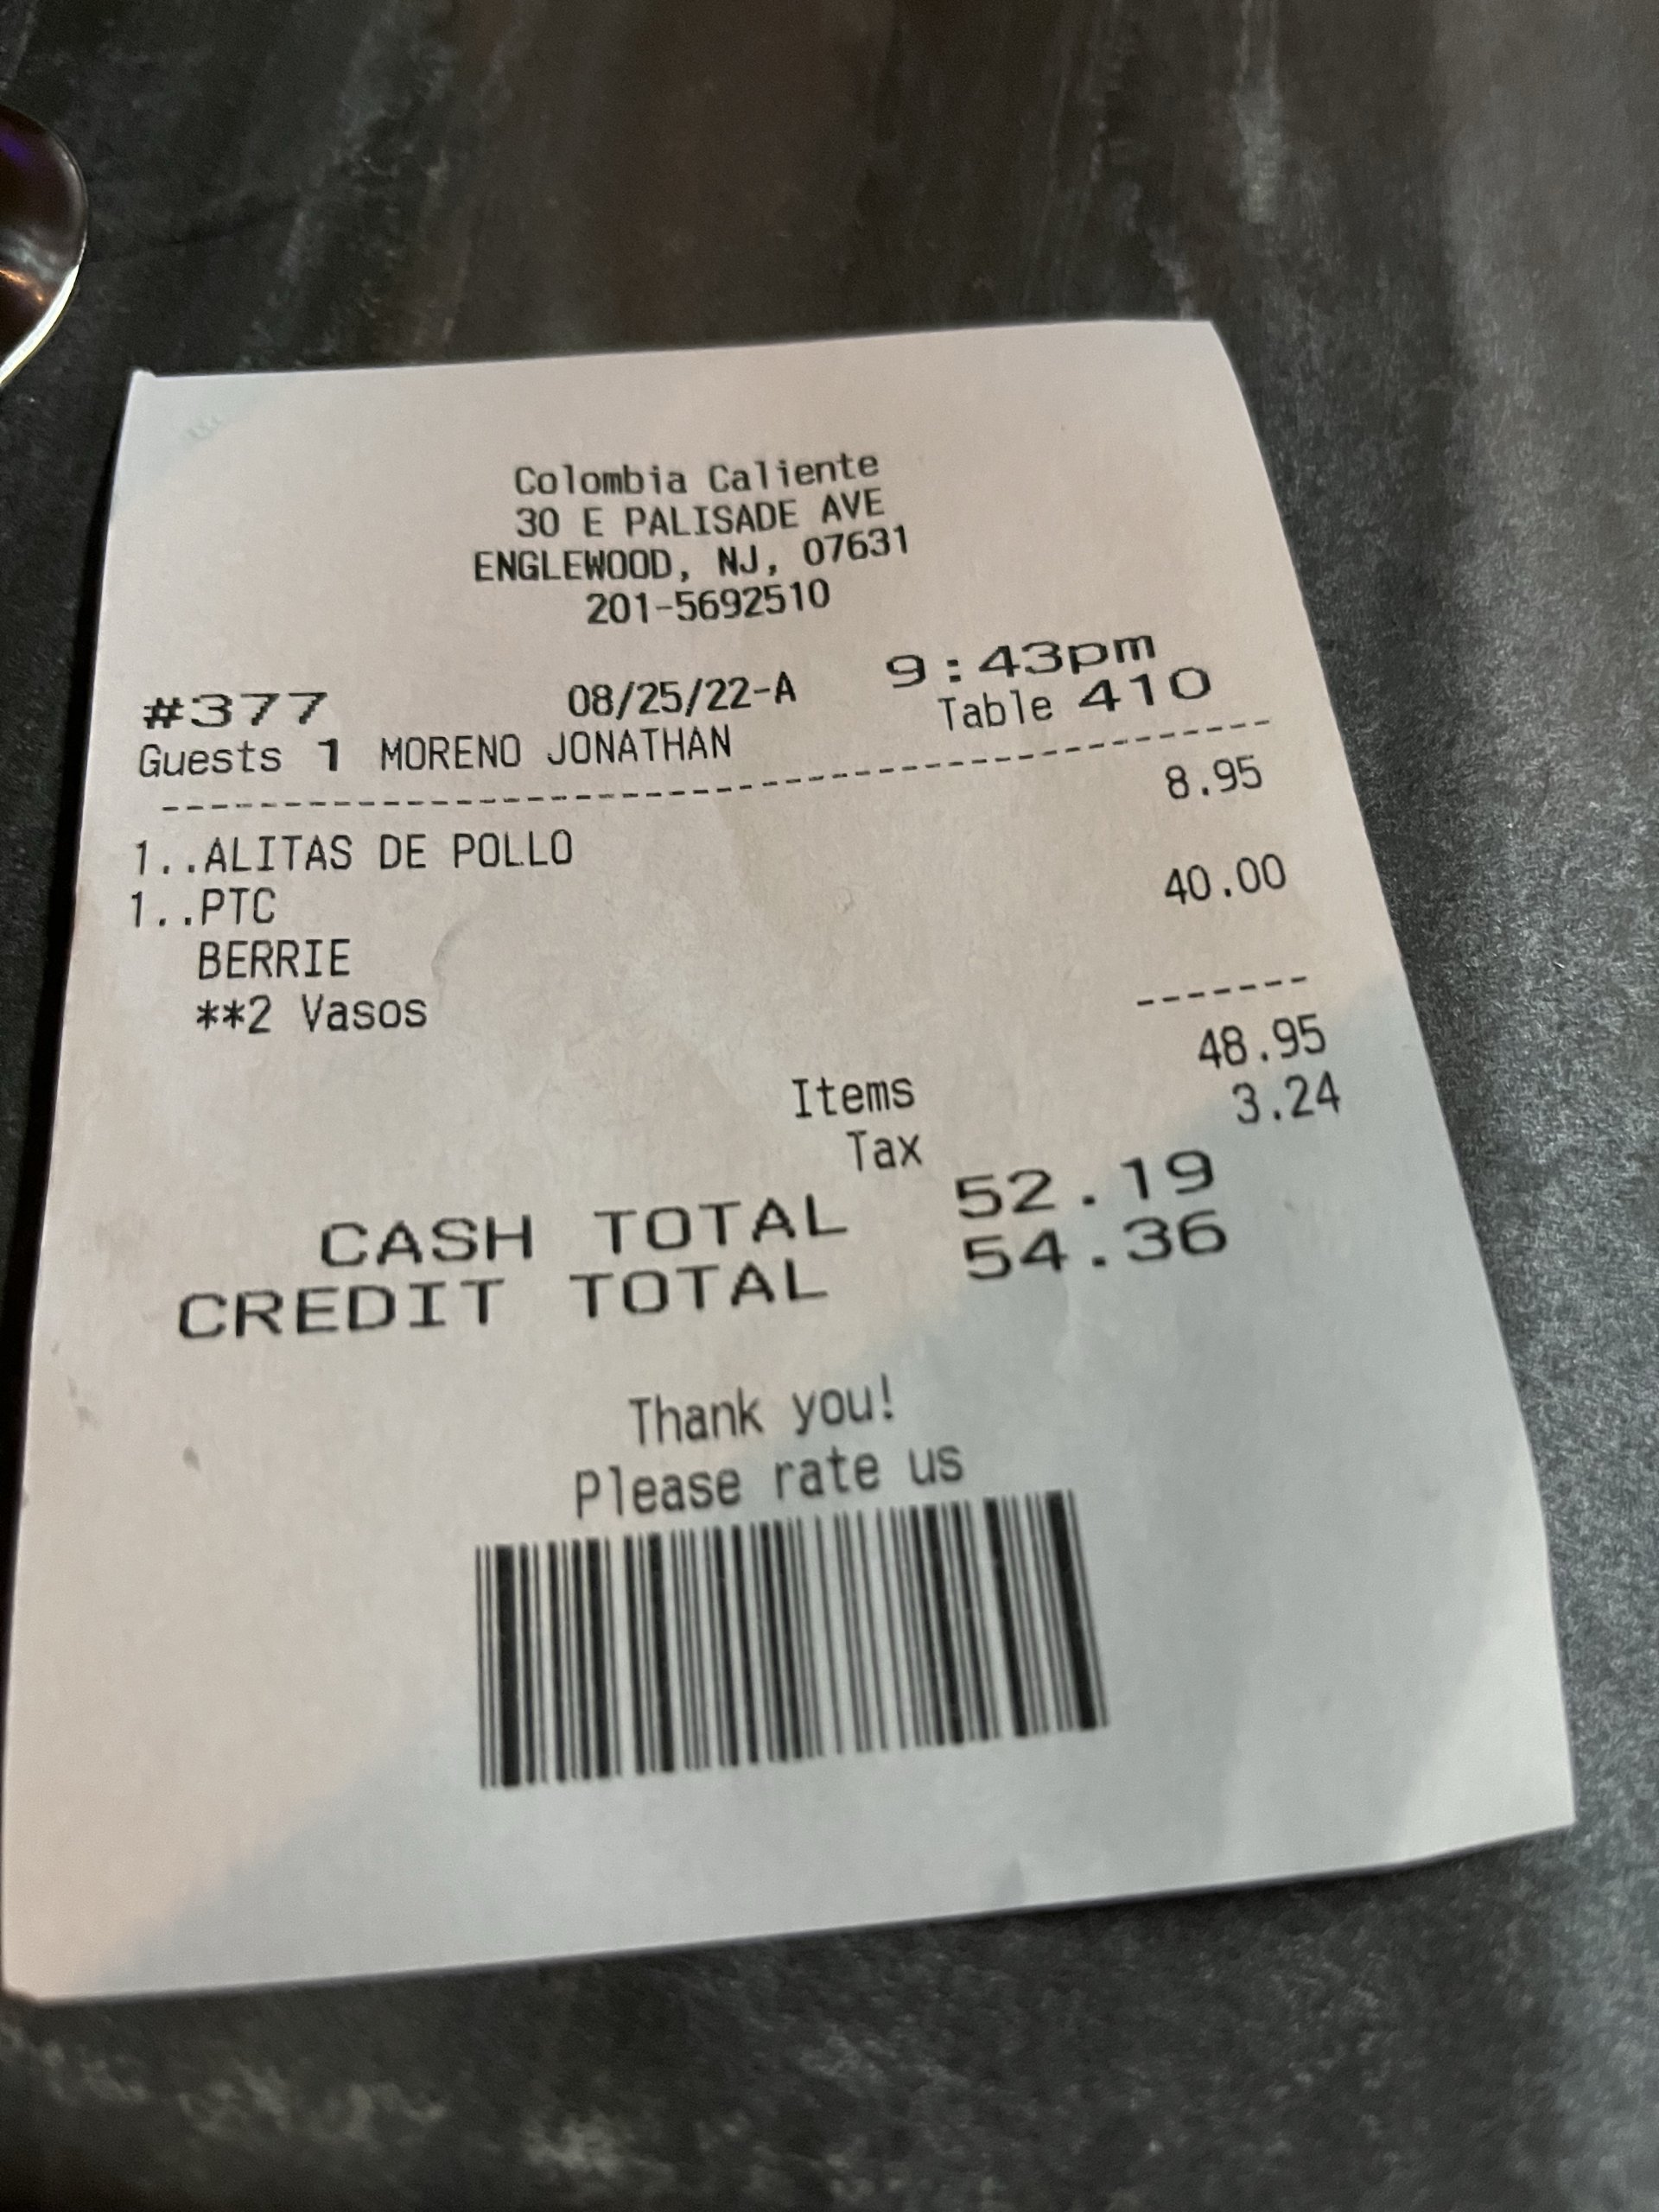 Colombia Caliente
30 E PALISADE AVE
ENGLEWOOD, NJ, 07631
201-5692510
#377 08/25/22-A 9:43pm
Guests 1 MORENO JONATHAN Table 410
--------------------------------------
1..ALITAS DE POLLO 8.95
1..PTC 40.00
BERRIE
**2 Vasos
-------
Items 48.95
Tax 3.24
CASH TOTAL 52.19
CREDIT TOTAL 54.36
Thank you!
Please rate us